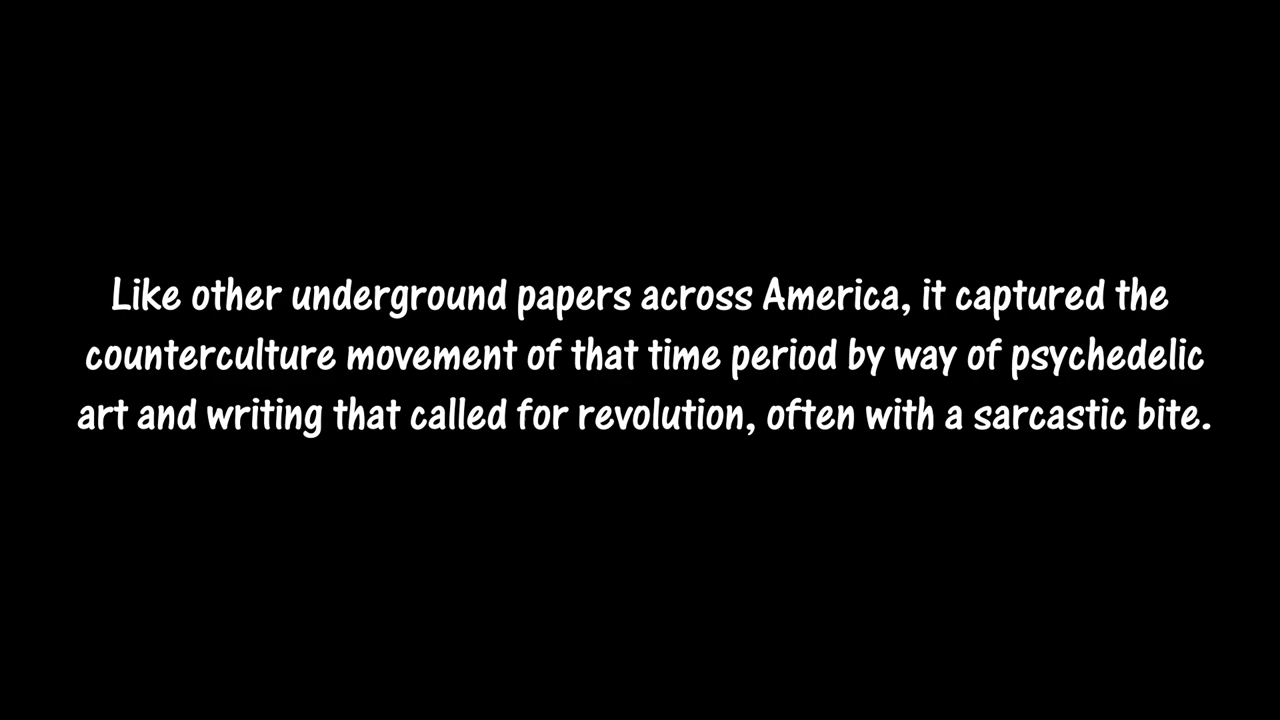 Like other underground papers across America, it captured the
counterculture movement of that time period by way of psychedelic
art and writing that called for revolution, often with a sarcastic bite.